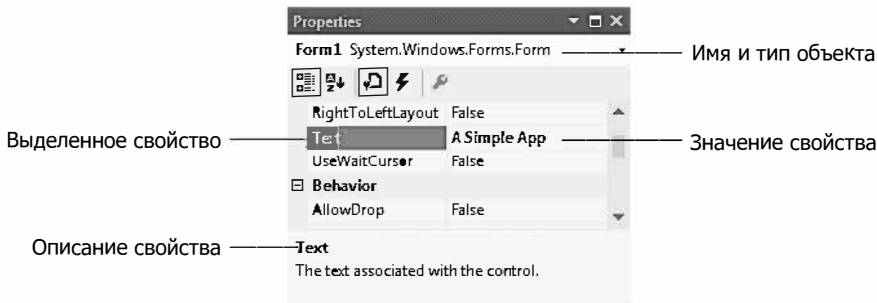 Properties
Form1 System.Windows.Forms.Form
Имя и тип объекта
RightToLeftLayout False
Выделенное свойство
Text A Simple App
Значение свойства
UseWaitCursor False
Behavior
AllowDrop False
Описание свойства
Text
The text associated with the control.